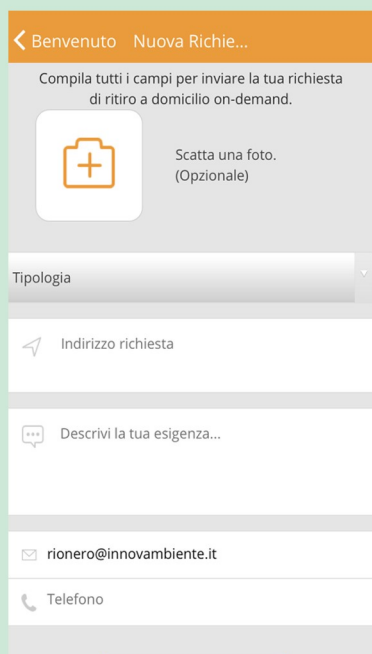 Benvenuto Nuova Richie...
Compila tutti i campi per inviare la tua richiesta
di ritiro a domicilio on-demand.
Scatta una foto.
(Opzionale)
Tipologia
Indirizzo richiesta
Descrivi la tua esigenza...
rionero@innovambiente.it
Telefono